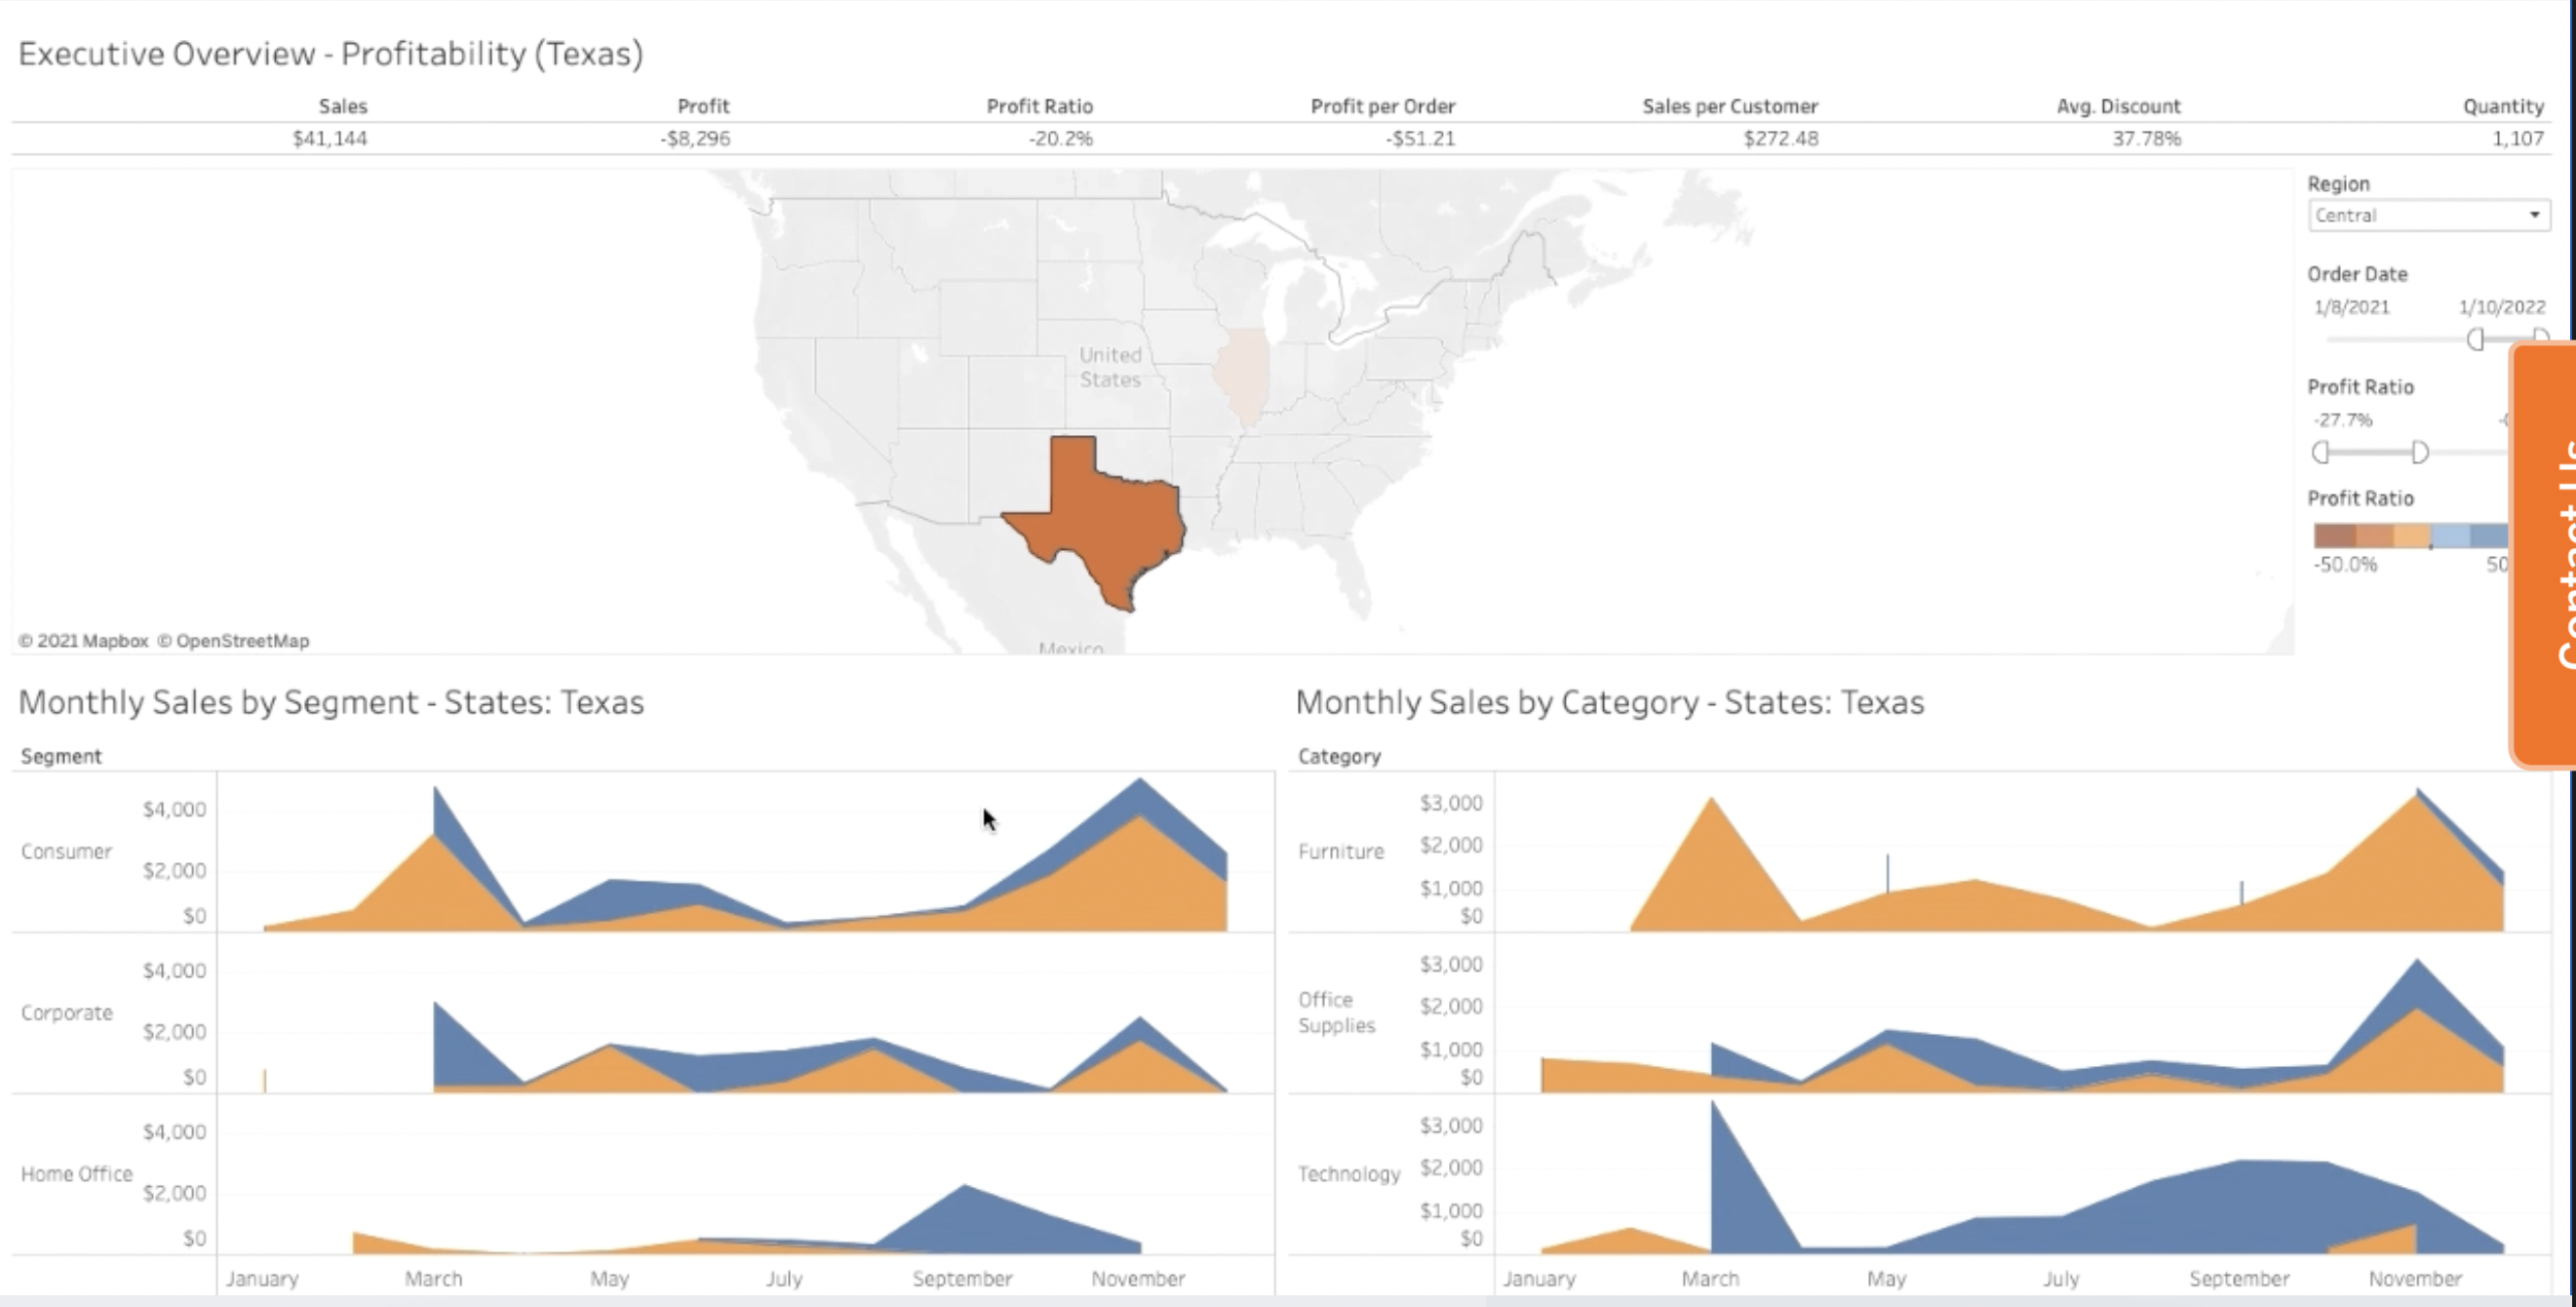 Executive Overview - Profitability (Texas)
Sales Profit Profit Ratio Profit per Order Sales per Customer Avg. Discount Quantity
$41,144 -$8,296 -20.2% -$51.21 $272.48 37.78% 1,107
Region
Central
Order Date
1/8/2021 1/10/2022
Profit Ratio
-27.7%
Profit Ratio
-50.0% 50
Contact Us
United
States
Mexico
© 2021 Mapbox © OpenStreetMap
Monthly Sales by Segment - States: Texas
Segment
Consumer
$4,000
$2,000
$0
Corporate
$4,000
$2,000
$0
Home Office
$4,000
$2,000
$0
January March May July September November
Monthly Sales by Category - States: Texas
Category
Furniture
$3,000
$2,000
$1,000
$0
Office
Supplies
$3,000
$2,000
$1,000
$0
Technology
$3,000
$2,000
$1,000
$0
January March May July September November